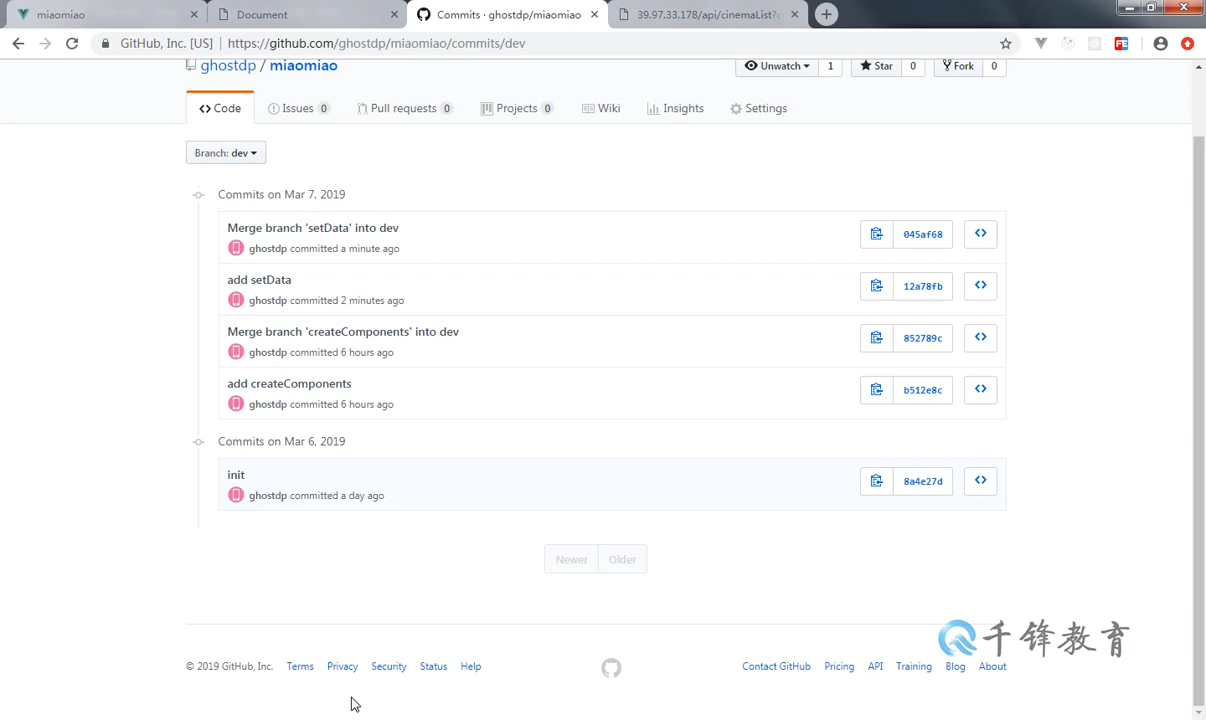 miaomiao
Document
Commits · ghostdp/miaomiao
39.97.33.178/api/cinemaList?c
GitHub, Inc. [US] | https://github.com/ghostdp/miaomiao/commits/dev
ghostdp / miaomiao
Unwatch 1 Star 0 Fork 0
Code Issues 0 Pull requests 0 Projects 0 Wiki Insights Settings
Branch: dev
Commits on Mar 7, 2019
Merge branch 'setData' into dev
ghostdp committed a minute ago
045af68
add setData
ghostdp committed 2 minutes ago
12a78fb
Merge branch 'createComponents' into dev
ghostdp committed 6 hours ago
852789c
add createComponents
ghostdp committed 6 hours ago
b512e8c
Commits on Mar 6, 2019
init
ghostdp committed a day ago
8a4e27d
Newer Older
千锋教育
© 2019 GitHub, Inc. Terms Privacy Security Status Help Contact GitHub Pricing API Training Blog About